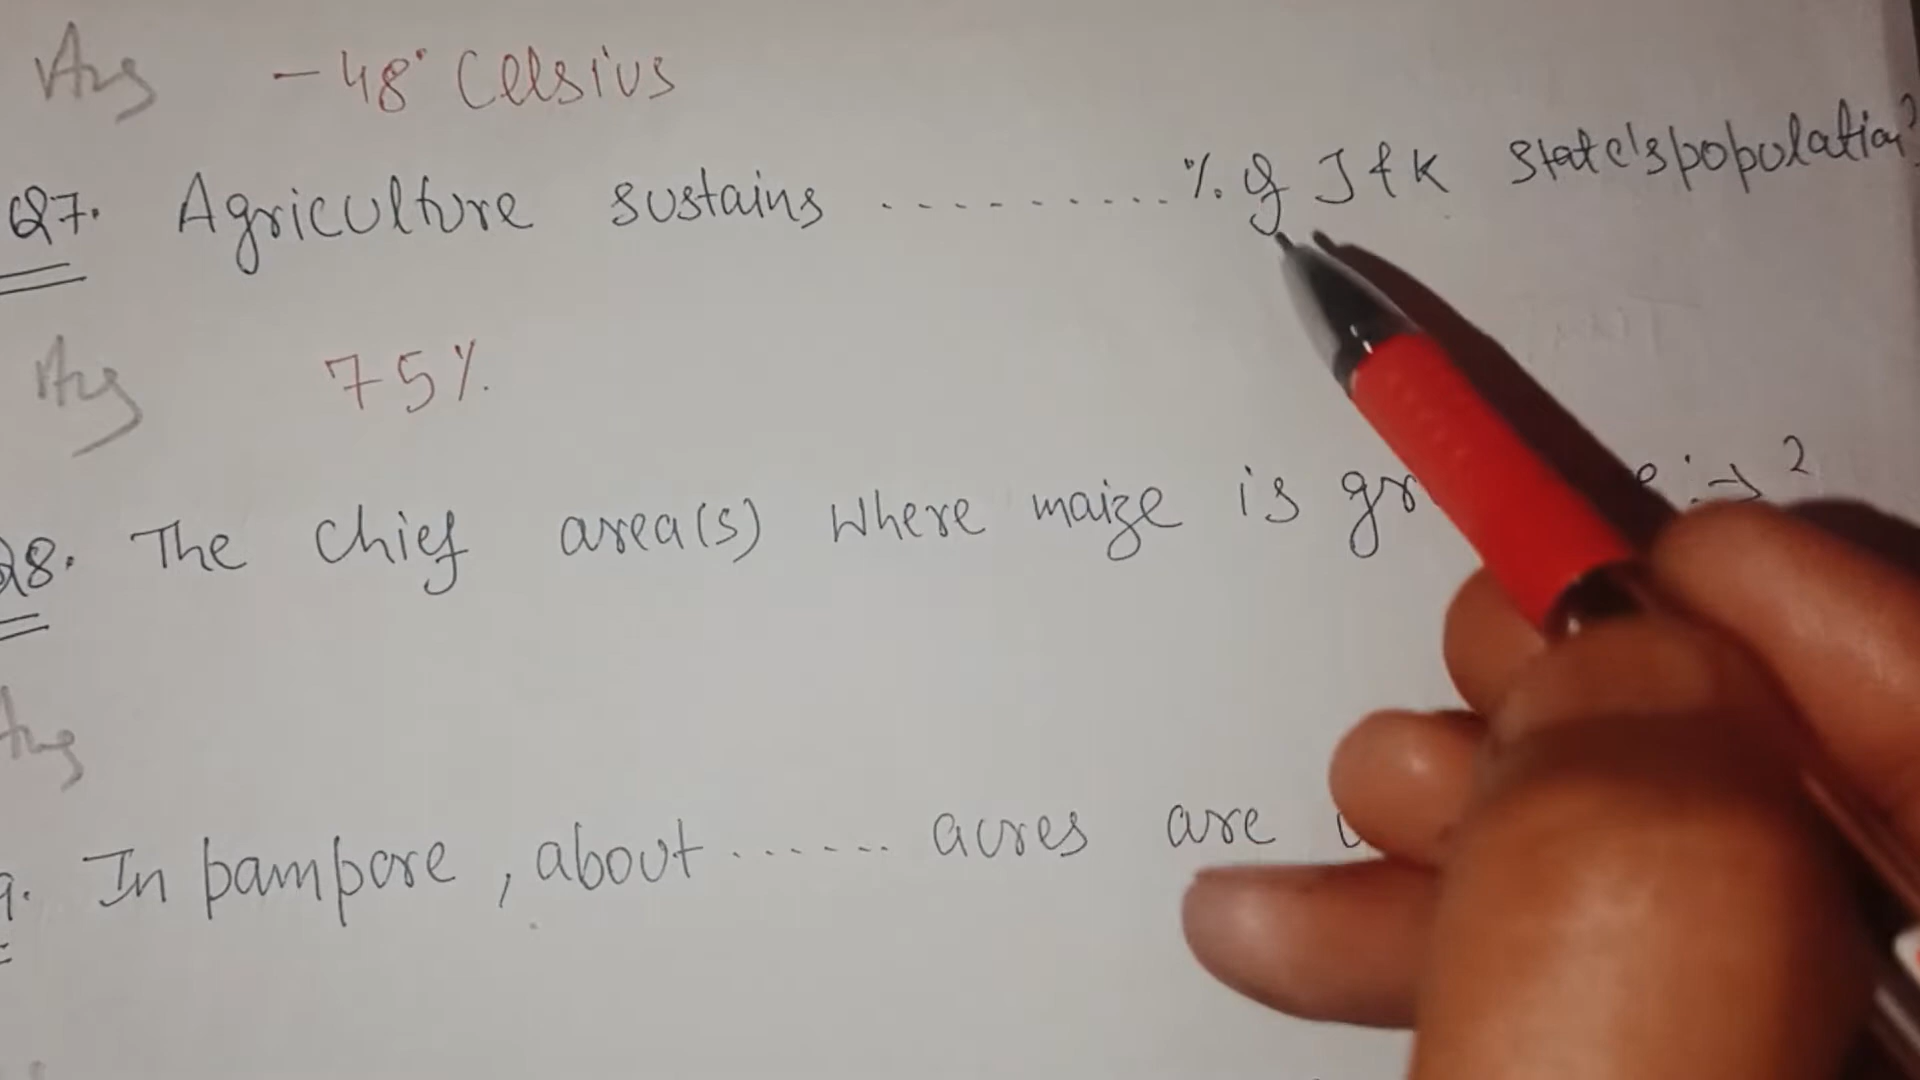 Ans -48° Celsius
Q7. Agriculture sustains .......... % of J & K State's population?
Ans 75%.
Q8. The chief area(s) where maize is :→ ?
Ans
9. In pampore, about ...... acres are